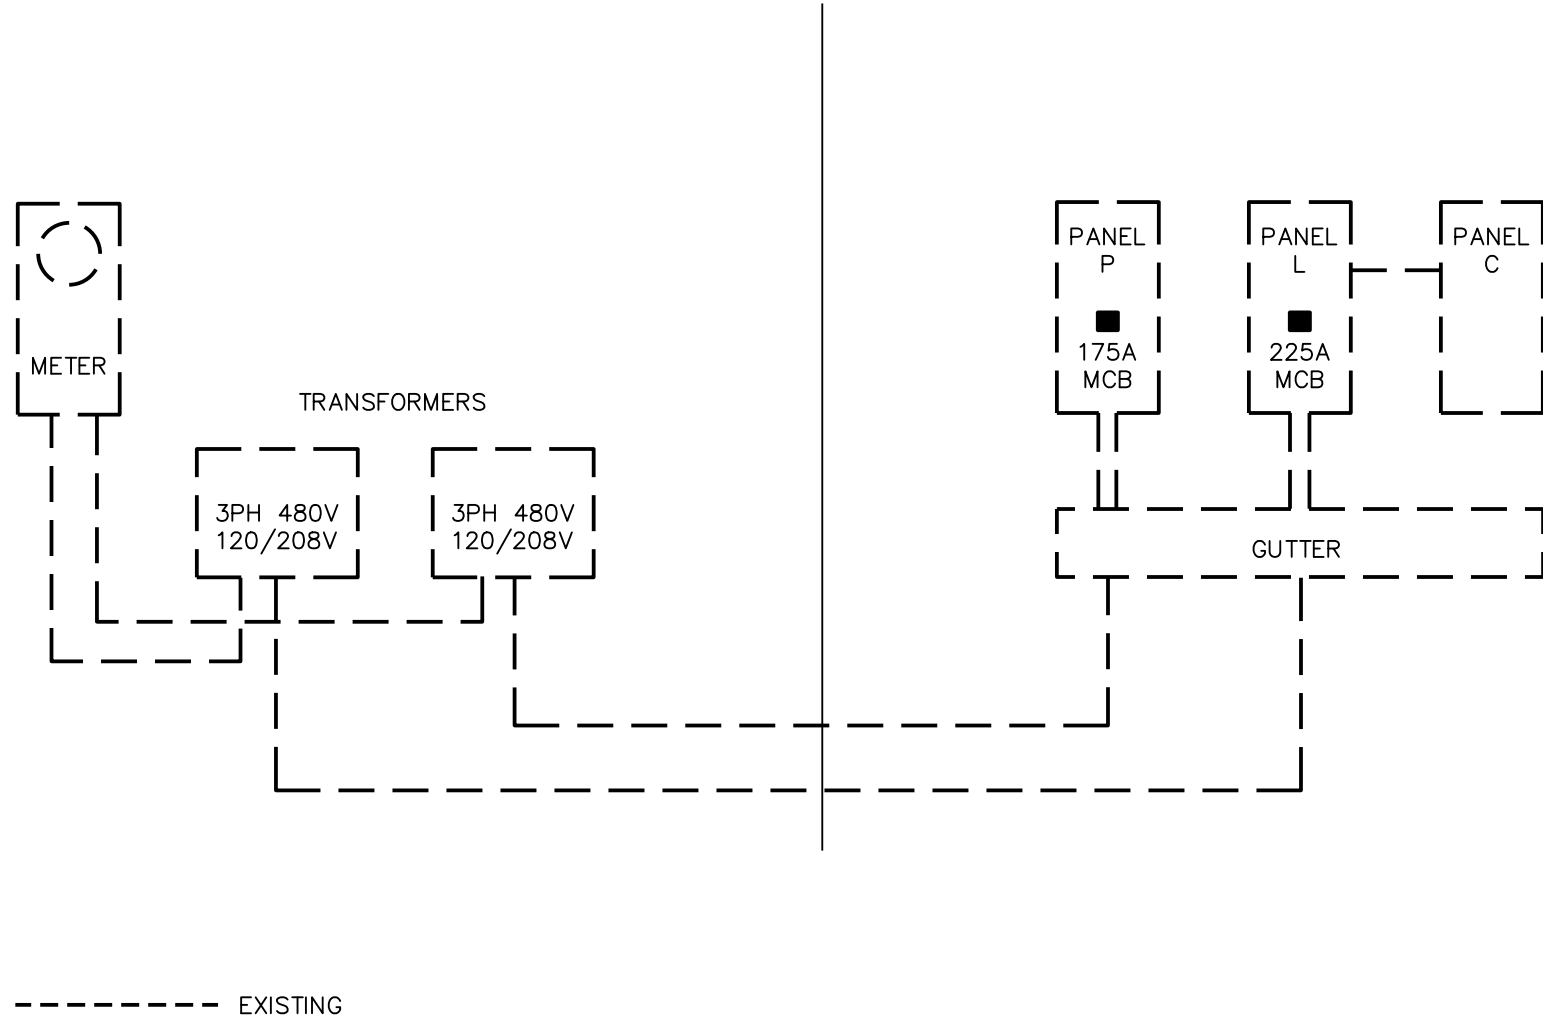 PANEL
P
PANEL
L
PANEL
C
175A
MCB
225A
MCB
METER
TRANSFORMERS
3PH 480V
120/208V
3PH 480V
120/208V
GUTTER
EXISTING